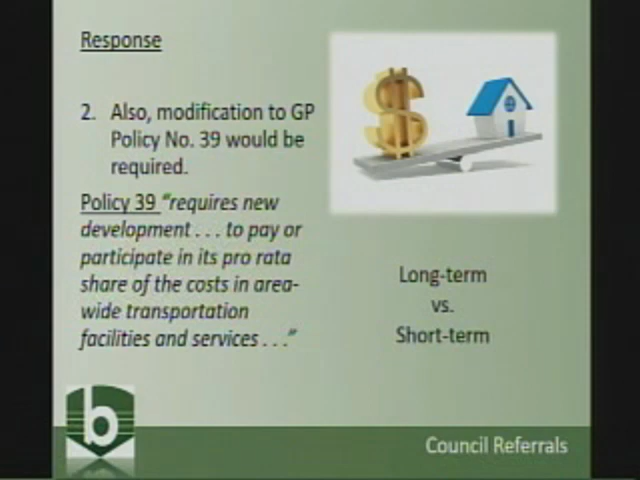 Response
2. Also, modification to GP
Policy No. 39 would be
required.
Policy 39 "requires new
development . . . to pay or
participate in its pro rata
share of the costs in area-
wide transportation
facilities and services . . ."
$
Long-term
vs.
Short-term
b
Council Referrals